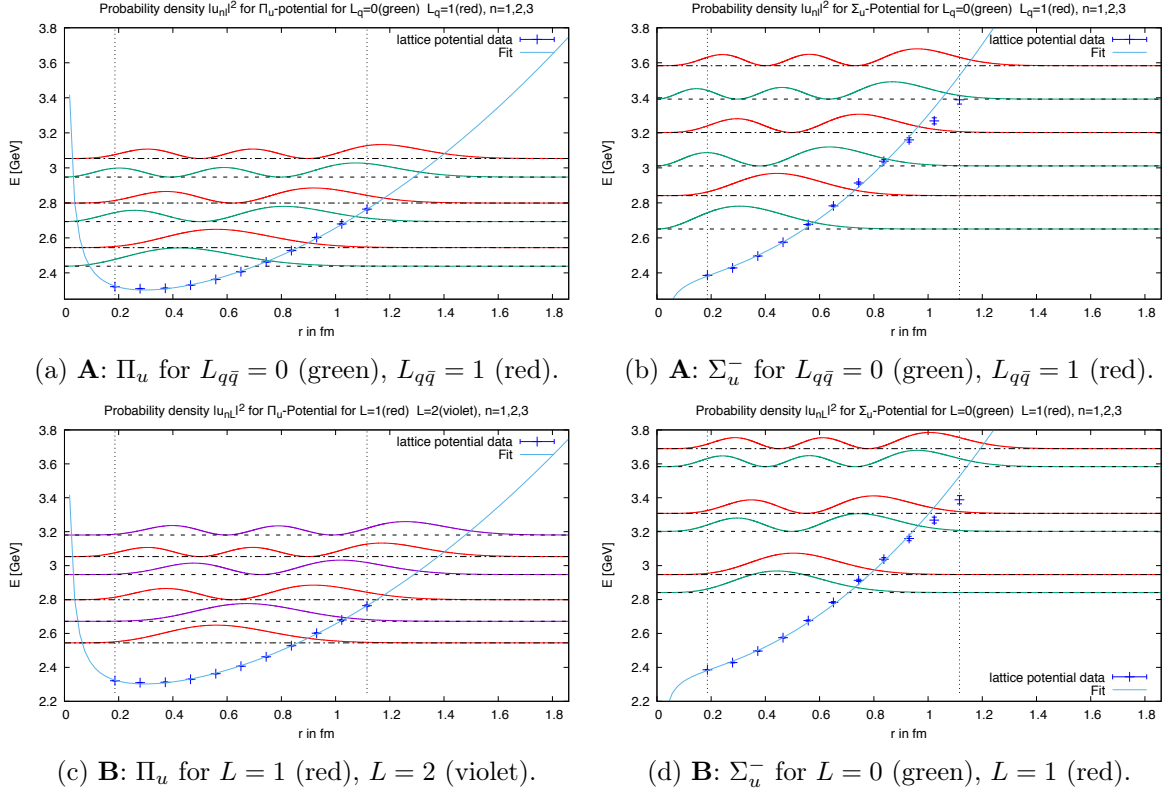 Probability density |u_nl|² for Π_u-potential for L_q=0(green) L_q=1(red), n=1,2,3
lattice potential data
Fit
E [GeV]
3.8
3.6
3.4
3.2
3
2.8
2.6
2.4
0 0.2 0.4 0.6 0.8 1 1.2 1.4 1.6 1.8
r in fm
(a) A: Π_u for L_{qq̄} = 0 (green), L_{qq̄} = 1 (red).
Probability density |u_nl|² for Σ_u-potential for L_q=0(green) L_q=1(red), n=1,2,3
lattice potential data
Fit
E [GeV]
3.8
3.6
3.4
3.2
3
2.8
2.6
2.4
0 0.2 0.4 0.6 0.8 1 1.2 1.4 1.6 1.8
r in fm
(b) A: Σ_u^− for L_{qq̄} = 0 (green), L_{qq̄} = 1 (red).
Probability density |u_nL|² for Π_u-Potential for L=1(red) L=2(violet), n=1,2,3
lattice potential data
Fit
E [GeV]
3.8
3.6
3.4
3.2
3
2.8
2.6
2.4
2.2
0 0.2 0.4 0.6 0.8 1 1.2 1.4 1.6 1.8
r in fm
(c) B: Π_u for L = 1 (red), L = 2 (violet).
Probability density |u_nL|² for Σ_u-Potential for L=0(green) L=1(red), n=1,2,3
E [GeV]
3.8
3.6
3.4
3.2
3
2.8
2.6
2.4
2.2
lattice potential data
Fit
0 0.2 0.4 0.6 0.8 1 1.2 1.4 1.6 1.8
r in fm
(d) B: Σ_u^− for L = 0 (green), L = 1 (red).